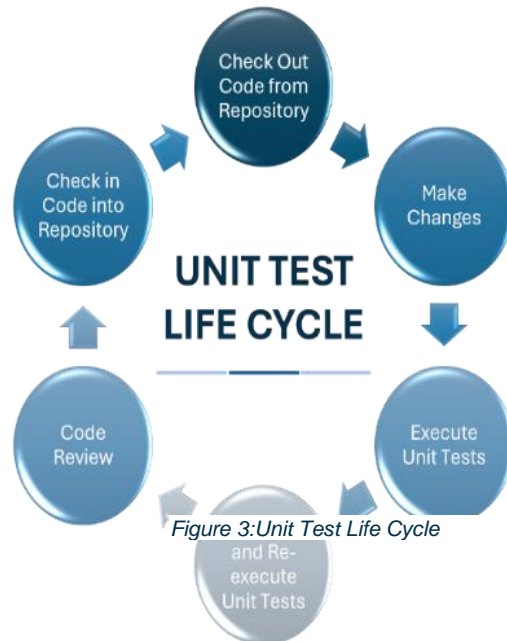 Check Out
Code from
Repository
Make
Changes
Execute
Unit Tests
and Re-
execute
Unit Tests
Code
Review
Check in
Code into
Repository
UNIT TEST
LIFE CYCLE
Figure 3:Unit Test Life Cycle